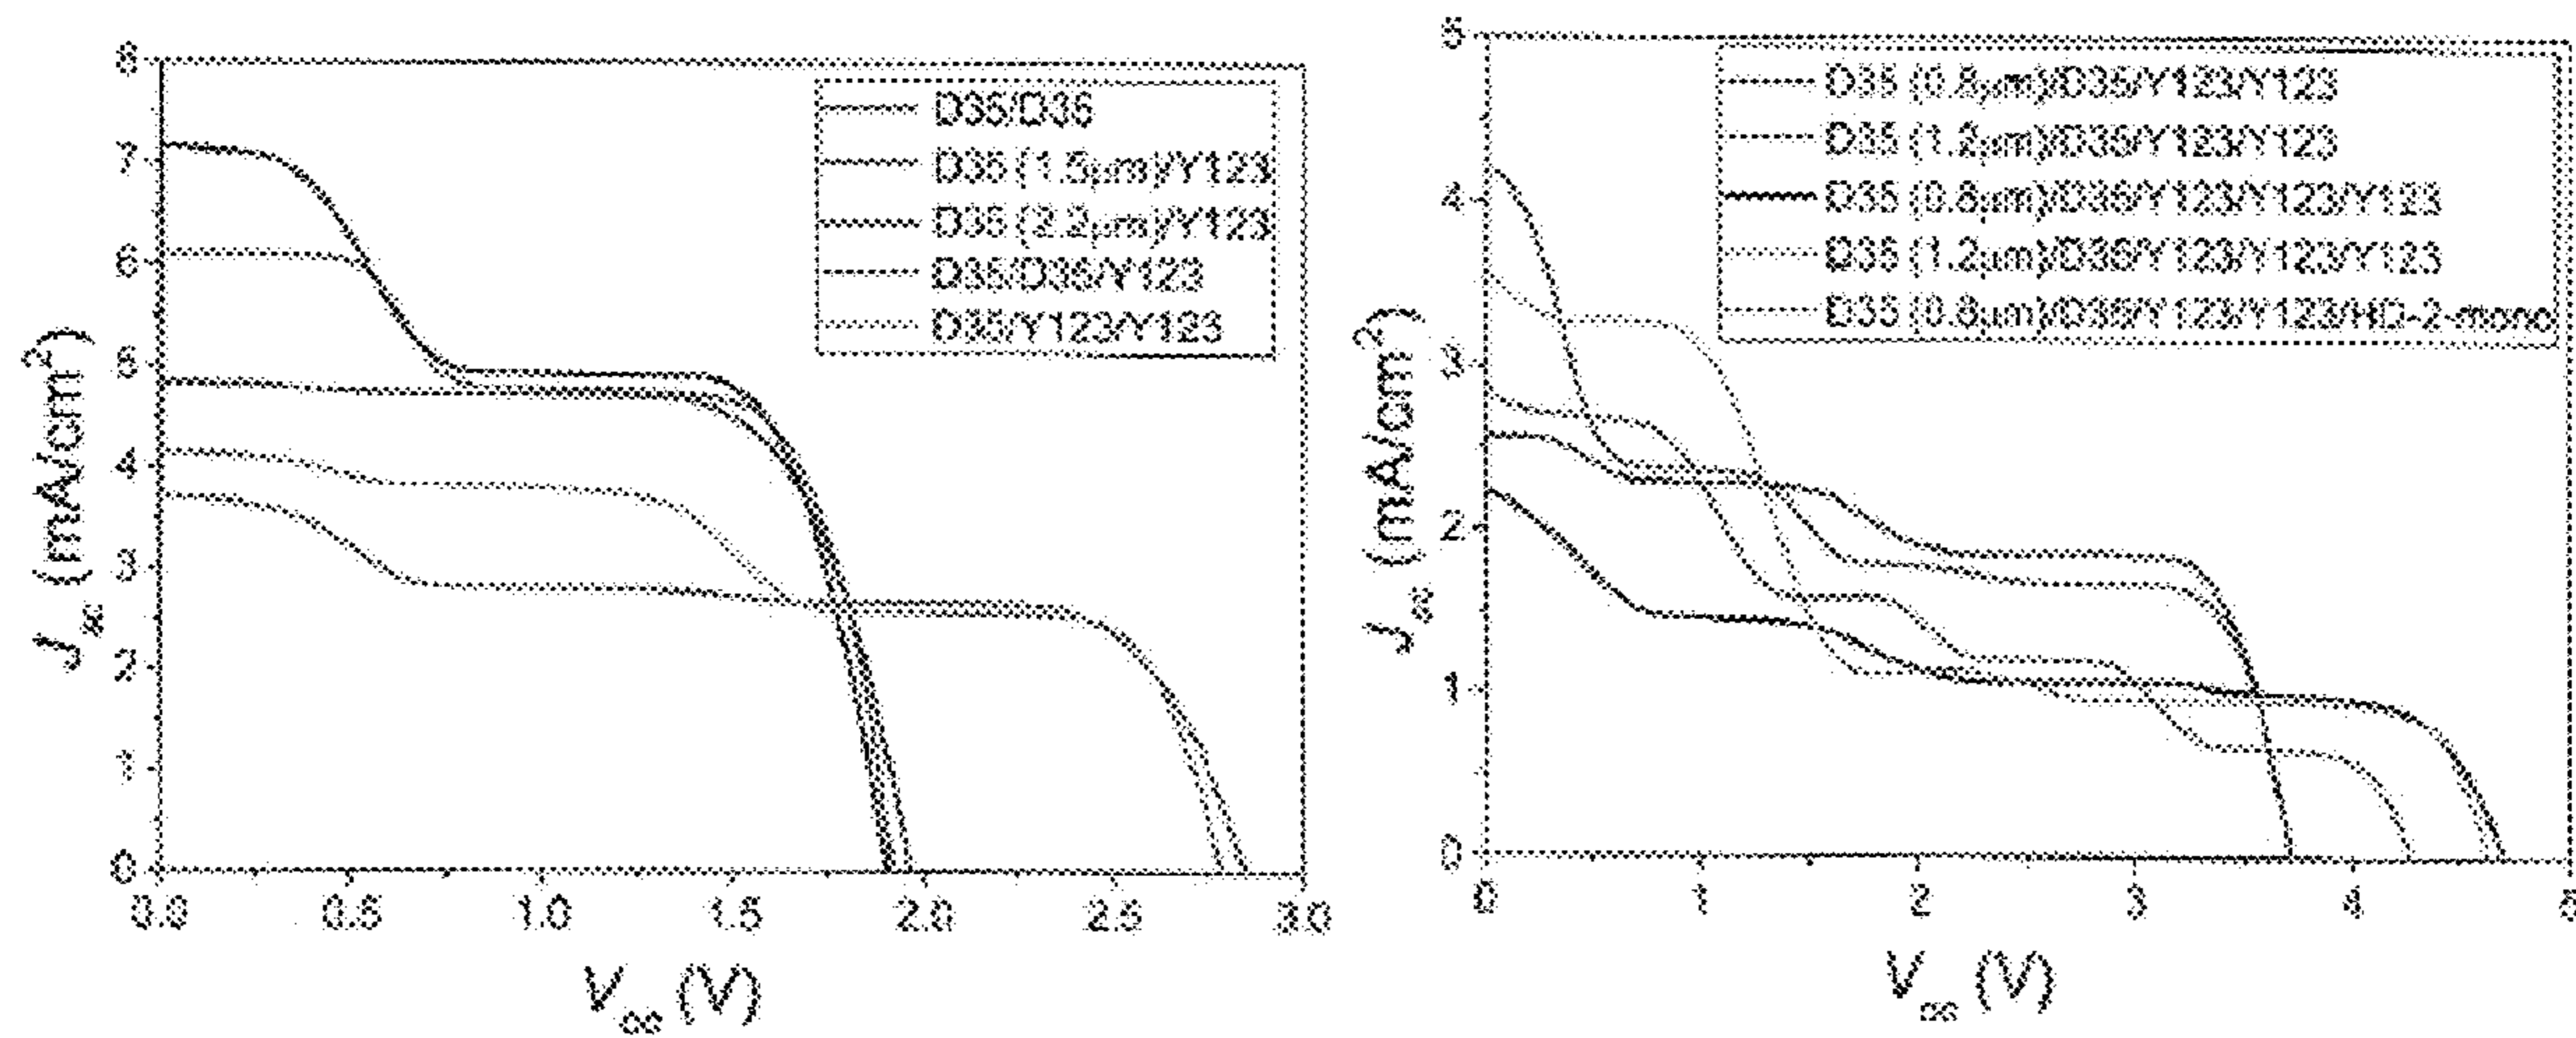 8
7
6
5
4
3
2
1
0
J sc (mA/cm2)
D35/D35
D35 (1.5μm)/Y123
D35 (2.2μm)/Y123
D35/D35/Y123
D35/Y123/Y123
0.0 0.5 1.0 1.5 2.0 2.5 3.0
V oc (V)
5
4
3
2
1
0
J sc (mA/cm2)
D35 (0.8μm)/D35/Y123/Y123
D35 (1.2μm)/D35/Y123/Y123
D35 (0.8μm)/D35/Y123/Y123/Y123
D35 (1.2μm)/D35/Y123/Y123/Y123
D35 (0.8μm)/D35/Y123/Y123/HD-2-mono
0 1 2 3 4 5
V oc (V)